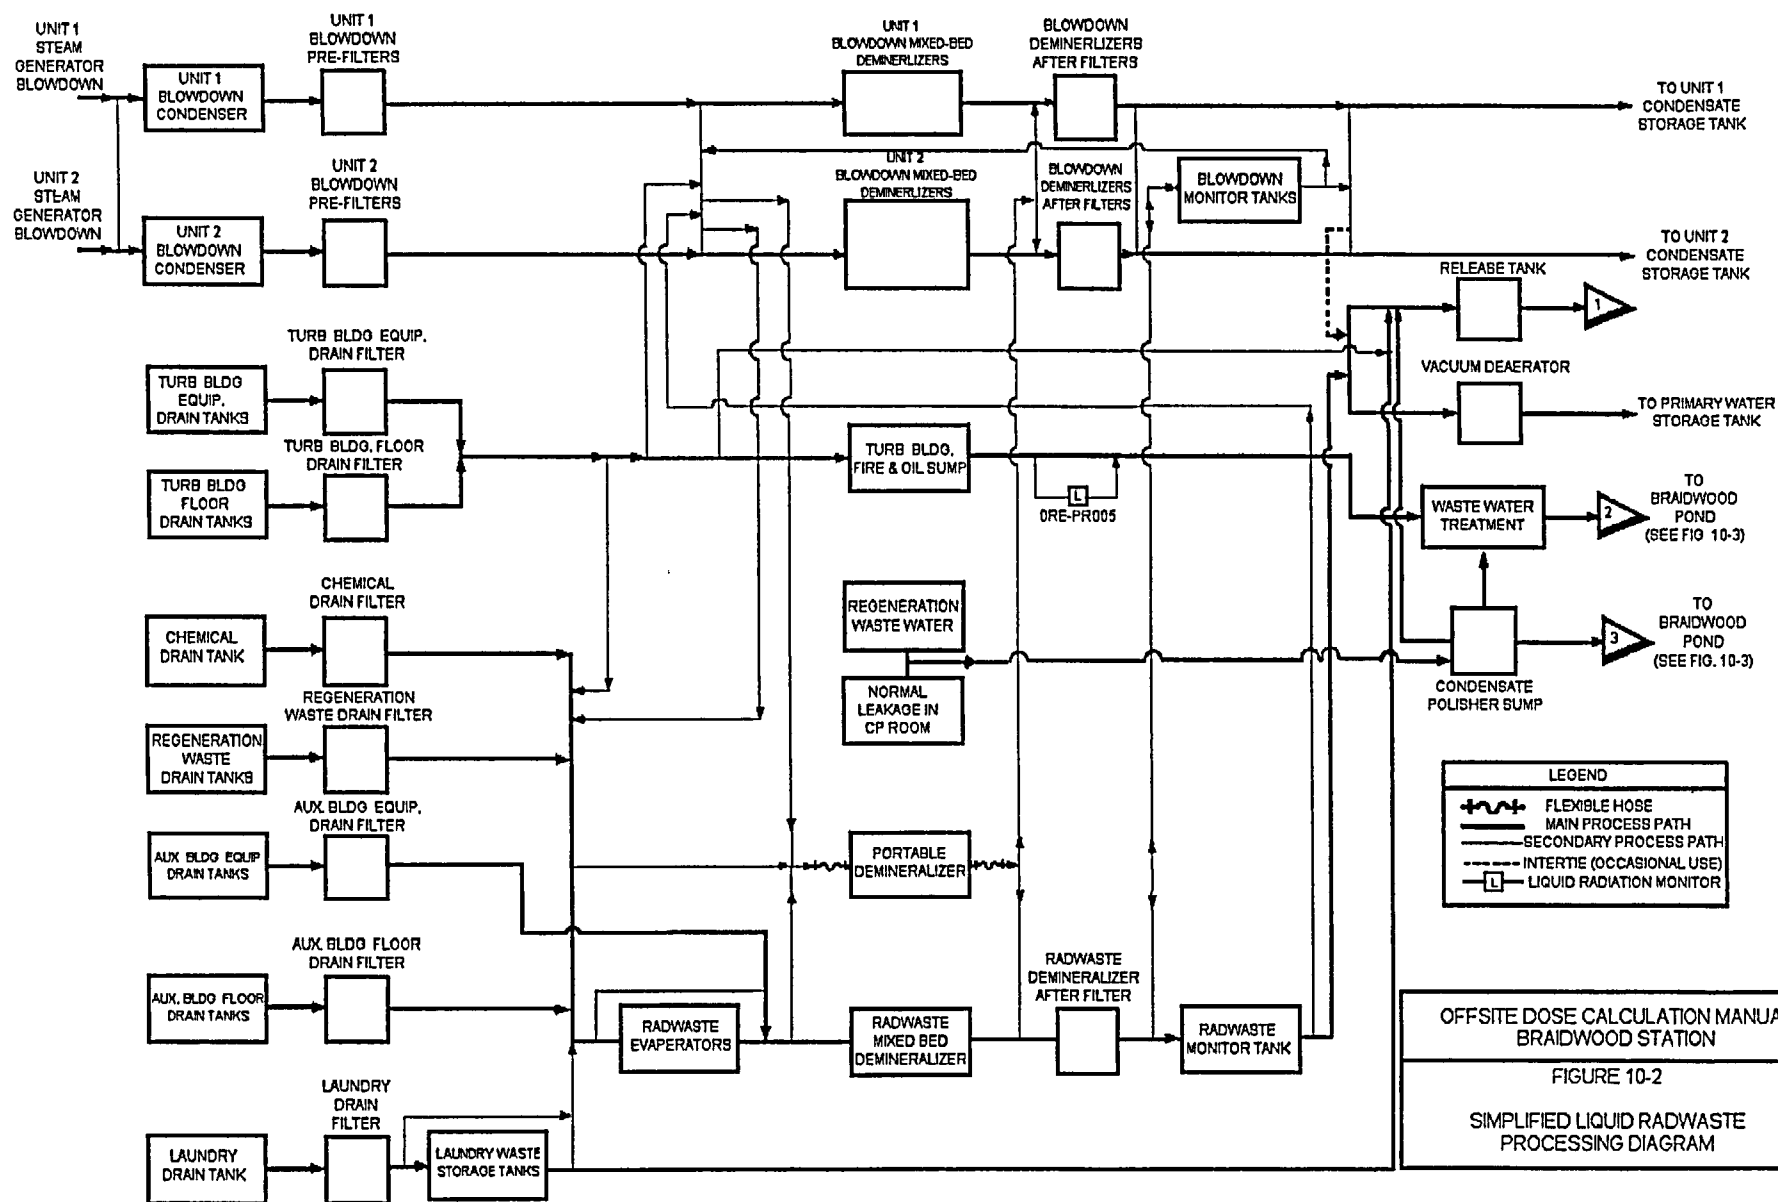 UNIT 1
STEAM
GENERATOR
BLOWDOWN
UNIT 1
BLOWDOWN
CONDENSER
UNIT 1
BLOWDOWN
PRE-FILTERS
UNIT 1
BLOWDOWN MIXED-BED
DEMINERLIZERS
BLOWDOWN
DEMINERLIZERS
AFTER FILTERS
TO UNIT 1
CONDENSATE
STORAGE TANK
UNIT 2
STEAM
GENERATOR
BLOWDOWN
UNIT 2
BLOWDOWN
CONDENSER
UNIT 2
BLOWDOWN
PRE-FILTERS
UNIT 2
BLOWDOWN MIXED-BED
DEMINERLIZERS
BLOWDOWN
DEMINERLIZERS
AFTER FILTERS
BLOWDOWN
MONITOR TANKS
TO UNIT 2
CONDENSATE
STORAGE TANK
RELEASE TANK
1
TURB BLDG EQUIP.
DRAIN FILTER
TURB BLDG
EQUIP.
DRAIN TANKS
VACUUM DEAERATOR
TO PRIMARY WATER
STORAGE TANK
TURB BLDG. FLOOR
DRAIN FILTER
TURB BLDG
FLOOR
DRAIN TANKS
TURB BLDG.
FIRE & OIL SUMP
L
0RE-PR005
WASTE WATER
TREATMENT
2
TO
BRAIDWOOD
POND
(SEE FIG 10-3)
CHEMICAL
DRAIN FILTER
CHEMICAL
DRAIN TANK
REGENERATION
WASTE WATER
NORMAL
LEAKAGE IN
CP ROOM
CONDENSATE
POLISHER SUMP
3
TO
BRAIDWOOD
POND
(SEE FIG. 10-3)
REGENERATION
WASTE DRAIN FILTER
REGENERATION
WASTE
DRAIN TANKS
AUX. BLDG EQUIP.
DRAIN FILTER
AUX BLDG EQUIP
DRAIN TANKS
PORTABLE
DEMINERALIZER
LEGEND
FLEXIBLE HOSE
MAIN PROCESS PATH
SECONDARY PROCESS PATH
INTERTIE (OCCASIONAL USE)
L LIQUID RADIATION MONITOR
AUX. BLDG FLOOR
DRAIN FILTER
AUX. BLDG FLOOR
DRAIN TANKS
RADWASTE
EVAPERATORS
RADWASTE
MIXED BED
DEMINERALIZER
RADWASTE
DEMINERALIZER
AFTER FILTER
RADWASTE
MONITOR TANK
LAUNDRY
DRAIN
FILTER
LAUNDRY
DRAIN TANK
LAUNDRY WASTE
STORAGE TANKS
OFFSITE DOSE CALCULATION MANUA
BRAIDWOOD STATION
FIGURE 10-2
SIMPLIFIED LIQUID RADWASTE
PROCESSING DIAGRAM